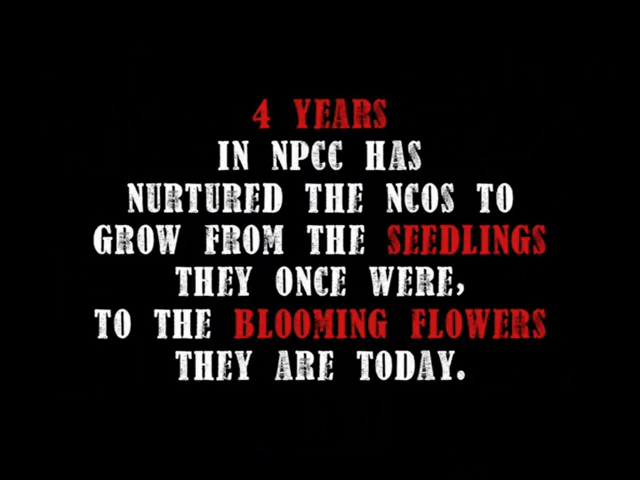 4 YEARS
IN NPCC HAS
NURTURED THE NCOS TO
GROW FROM THE SEEDLINGS
THEY ONCE WERE,
TO THE BLOOMING FLOWERS
THEY ARE TODAY.